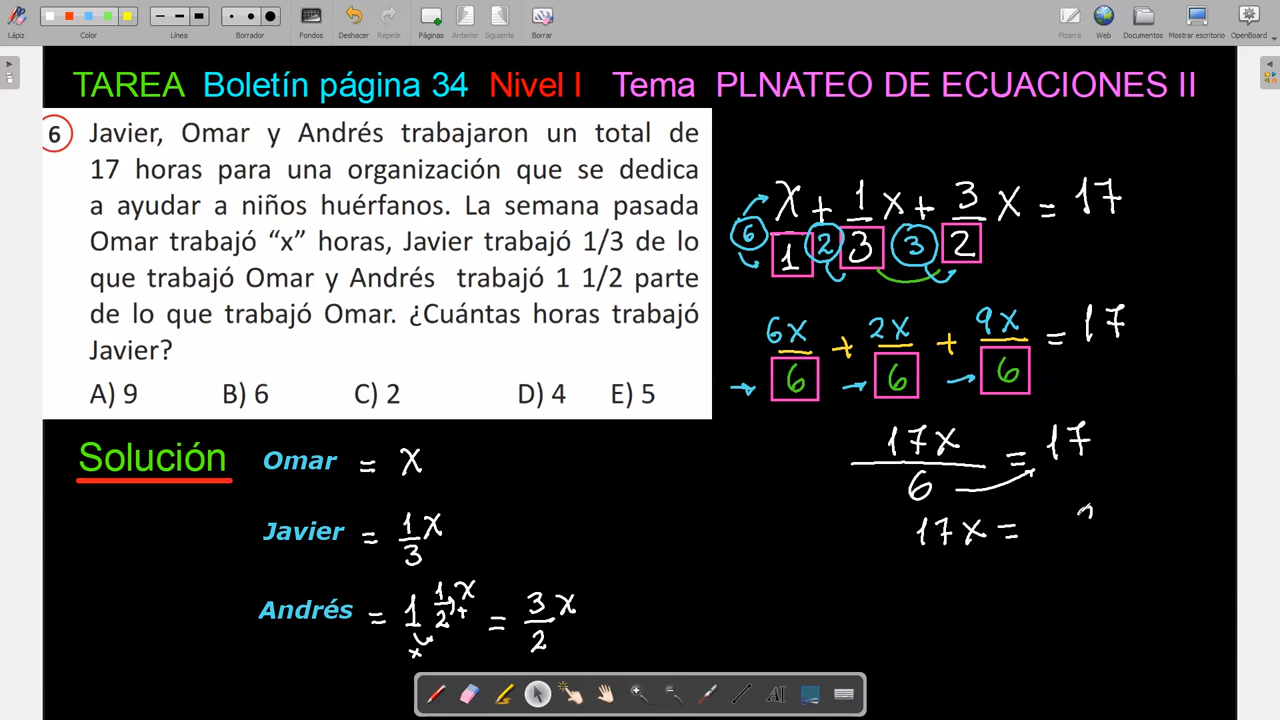 Lápiz Color Línea Borrador Fondos Deshacer Repetir Páginas Anterior Siguiente Borrar Pizarra Web Documentos Mostrar escritorio OpenBoard
TAREA Boletín página 34 Nivel I Tema PLNATEO DE ECUACIONES II
6 Javier, Omar y Andrés trabajaron un total de
17 horas para una organización que se dedica
a ayudar a niños huérfanos. La semana pasada
Omar trabajó “x” horas, Javier trabajó 1/3 de lo
que trabajó Omar y Andrés trabajó 1 1/2 parte
de lo que trabajó Omar. ¿Cuántas horas trabajó
Javier?
A) 9 B) 6 C) 2 D) 4 E) 5
x + 1/3 x + 3/2 x = 17
6 1 2 3 3 2
6x/6 + 2x/6 + 9x/6 = 17
17x/6 = 17
17x =
Solución
Omar = x
Javier = 1/3 x
Andrés = 1 1/2 x = 3/2 x
x +
AI